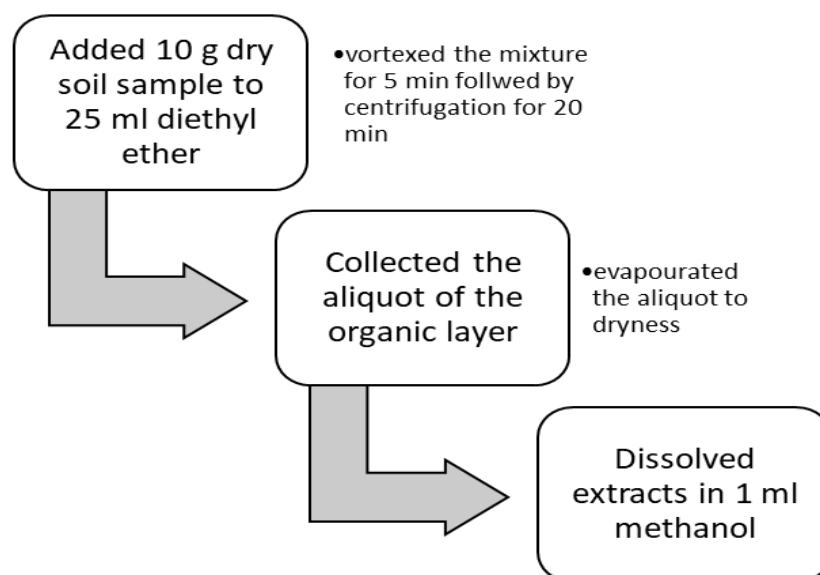 Added 10 g dry
soil sample to
25 ml diethyl
ether
•vortexed the mixture
for 5 min follwed by
centrifugation for 20
min
Collected the
aliquot of the
organic layer
•evapourated
the aliquot to
dryness
Dissolved
extracts in 1 ml
methanol